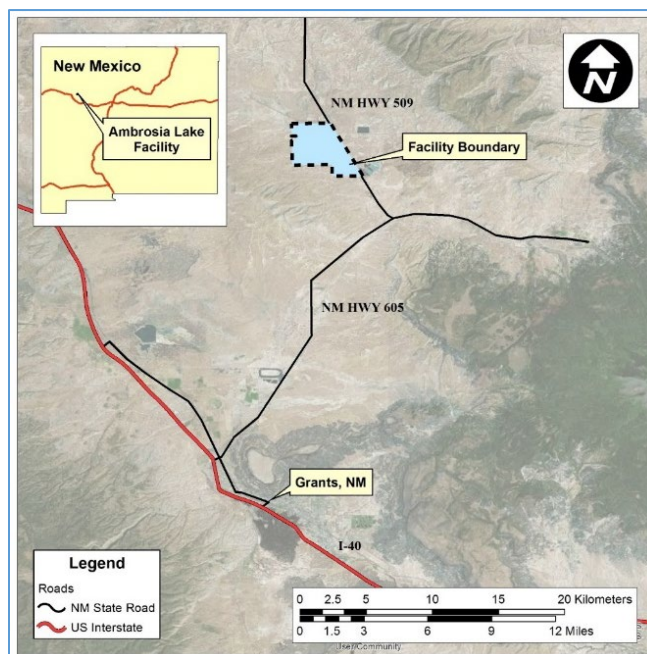 New Mexico
Ambrosia Lake
Facility
NM HWY 509
N
Facility Boundary
NM HWY 605
Grants, NM
I-40
Legend
Roads
NM State Road
US Interstate
0 2.5 5 10 15 20 Kilometers
0 1.5 3 6 9 12 Miles
User Community